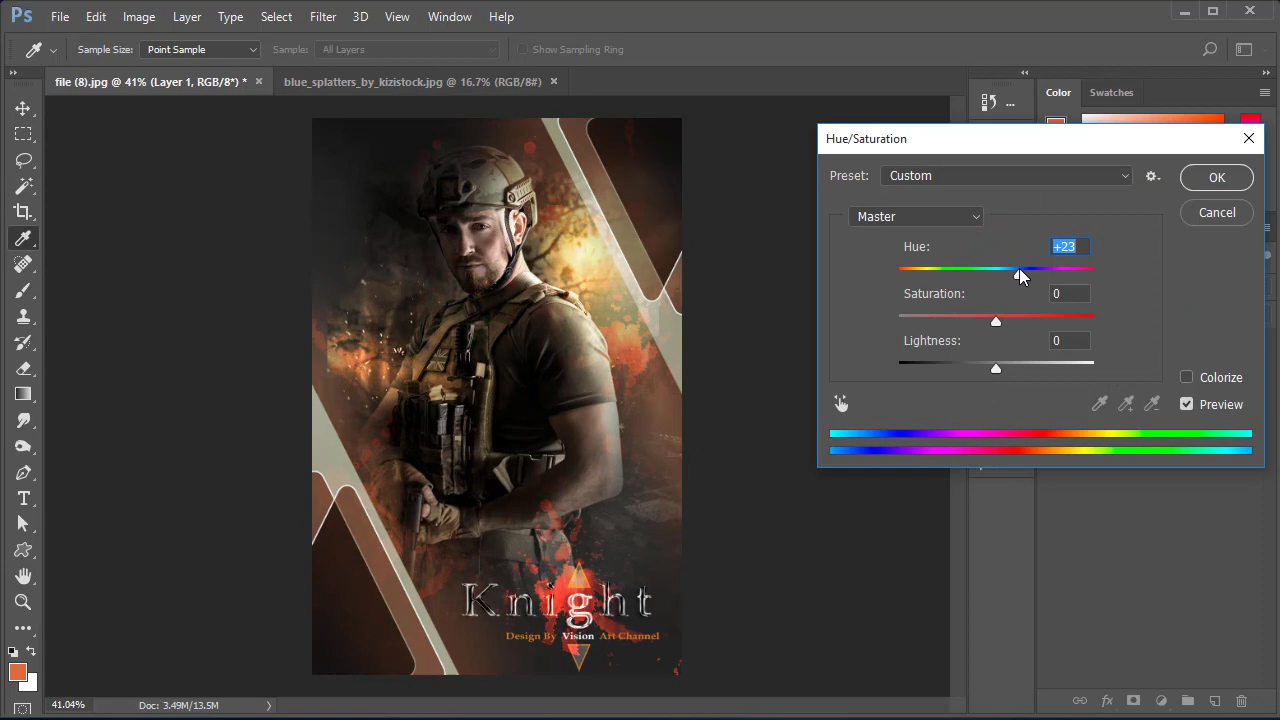 Ps File Edit Image Layer Type Select Filter 3D View Window Help
Sample Size: Point Sample Sample: All Layers Show Sampling Ring
file (8).jpg @ 41% (Layer 1, RGB/8*) * × blue_splatters_by_kizistock.jpg @ 16.7% (RGB/8#) ×
Color Swatches
Hue/Saturation
Preset: Custom
OK
Master
Cancel
Hue: +23
Saturation: 0
Lightness: 0
Colorize
Preview
Knight
Design By Vision Art Channel
T
fx
41.04% Doc: 3.49M/13.5M